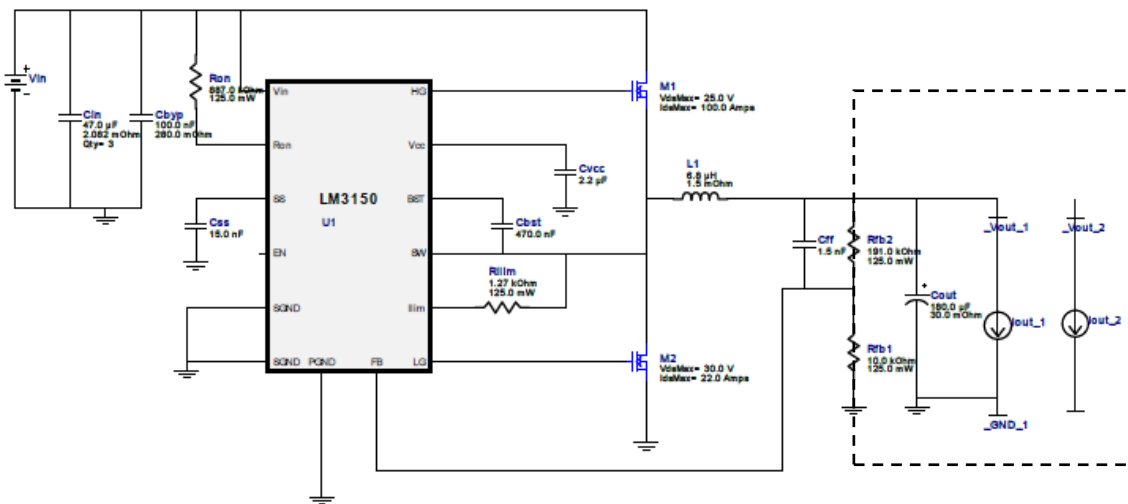 Vin
Cin
47.0 µF
2.082 mOhm
Qty= 3
Cbyp
100.0 nF
280.0 mOhm
Ron
887.0 kOhm
125.0 mW
Css
15.0 nF
Vin
HG
Ron
Vcc
LM3150
U1
SS
BST
EN
SW
SGND
Ilim
SGND
PGND
FB
LG
Cvcc
2.2 µF
Cbst
470.0 nF
Rilim
1.27 kOhm
125.0 mW
M1
VdsMax= 25.0 V
IdsMax= 100.0 Amps
L1
6.8 µH
1.5 mOhm
M2
VdsMax= 30.0 V
IdsMax= 22.0 Amps
Cff
1.5 nF
Rfb2
191.0 kOhm
125.0 mW
Rfb1
10.0 kOhm
125.0 mW
Cout
180.0 µF
30.0 mOhm
_Vout_1
Iout_1
_GND_1
_Vout_2
Iout_2